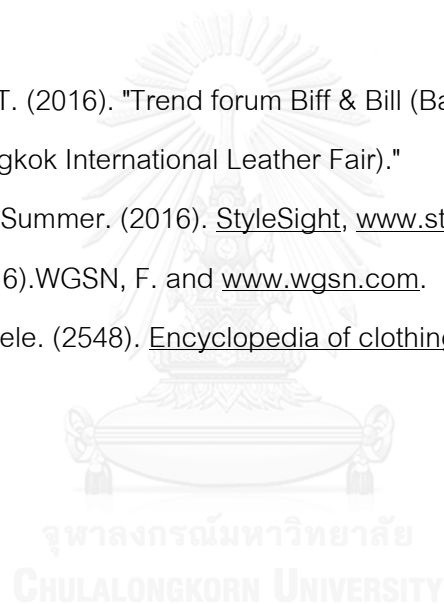 T. (2016). "Trend forum Biff & Bill (Ba
gkok International Leather Fair)."
Summer. (2016). StyleSight, www.st
6).WGSN, F. and www.wgsn.com.
ele. (2548). Encyclopedia of clothing
จุฬาลงกรณ์มหาวิทยาลัย
CHULALONGKORN UNIVERSITY